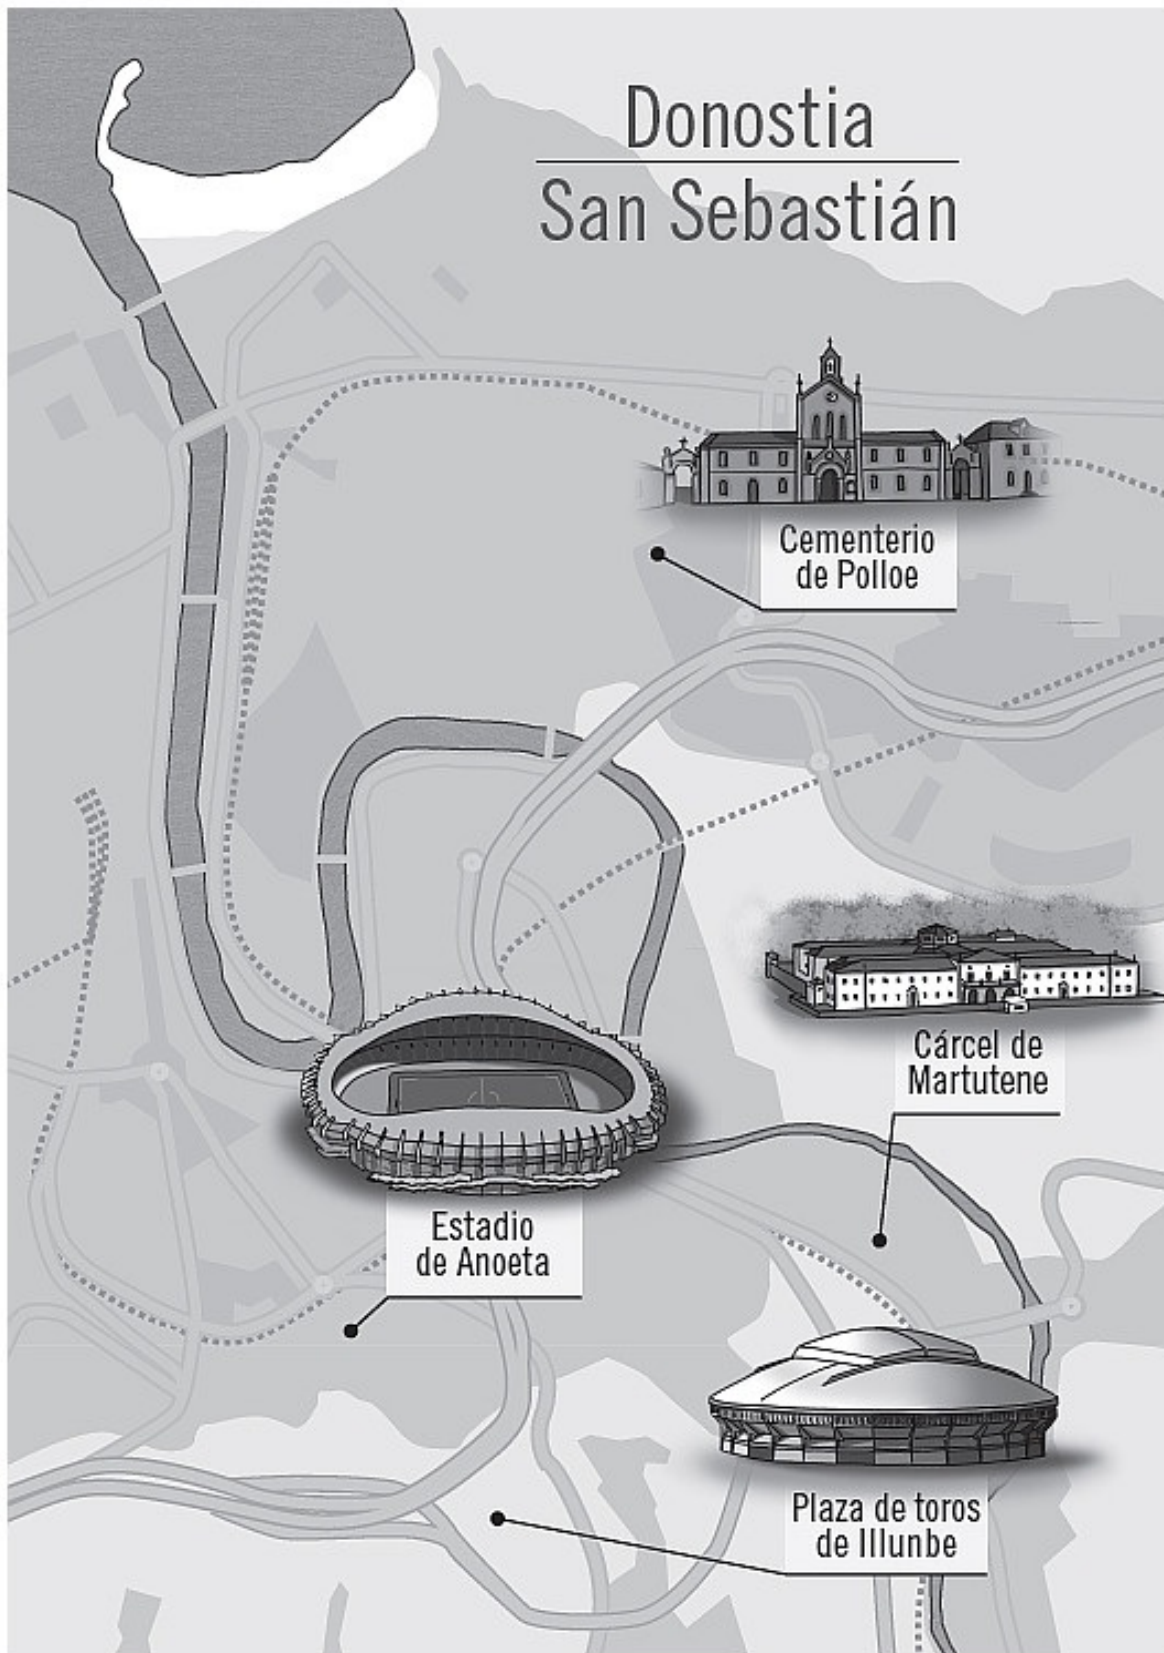 Donostia
San Sebastián
Cementerio
de Polloe
Cárcel de
Martutene
Estadio
de Anoeta
Plaza de toros
de Illunbe